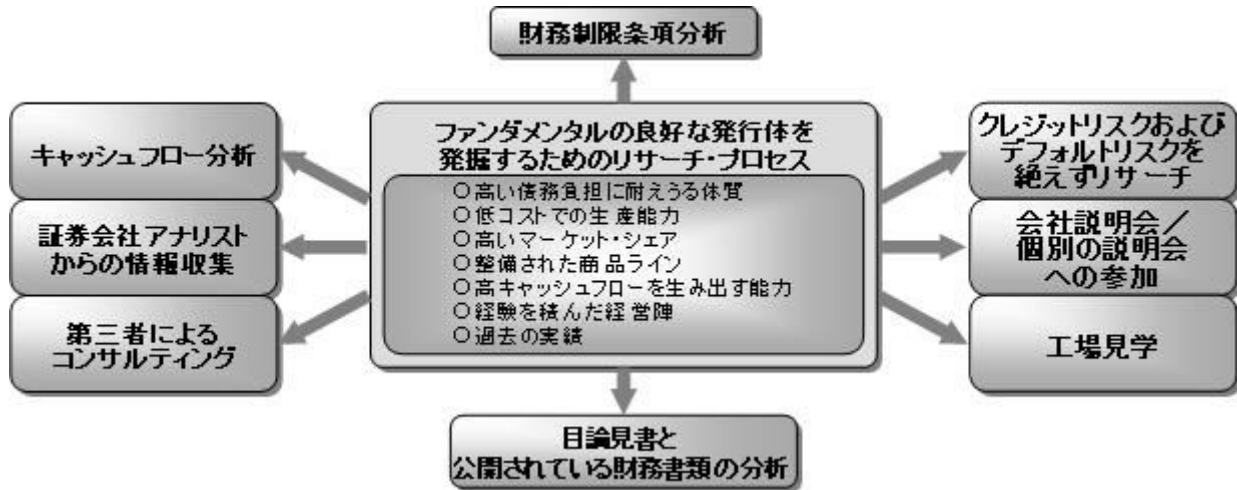 財務制限条項分析
キャッシュフロー分析
証券会社アナリスト
からの情報収集
第三者による
コンサルティング
ファンダメンタルの良好な発行体を
発掘するためのリサーチ・プロセス
○高い債務負担に耐えうる体質
○低コストでの生産能力
○高いマーケット・シェア
○整備された商品ライン
○高キャッシュフローを生み出す能力
○経験を積んだ経営陣
○過去の実績
クレジットリスクおよび
デフォルトリスクを
絶えずリサーチ
会社説明会／
個別の説明会
への参加
工場見学
目論見書と
公開されている財務書類の分析